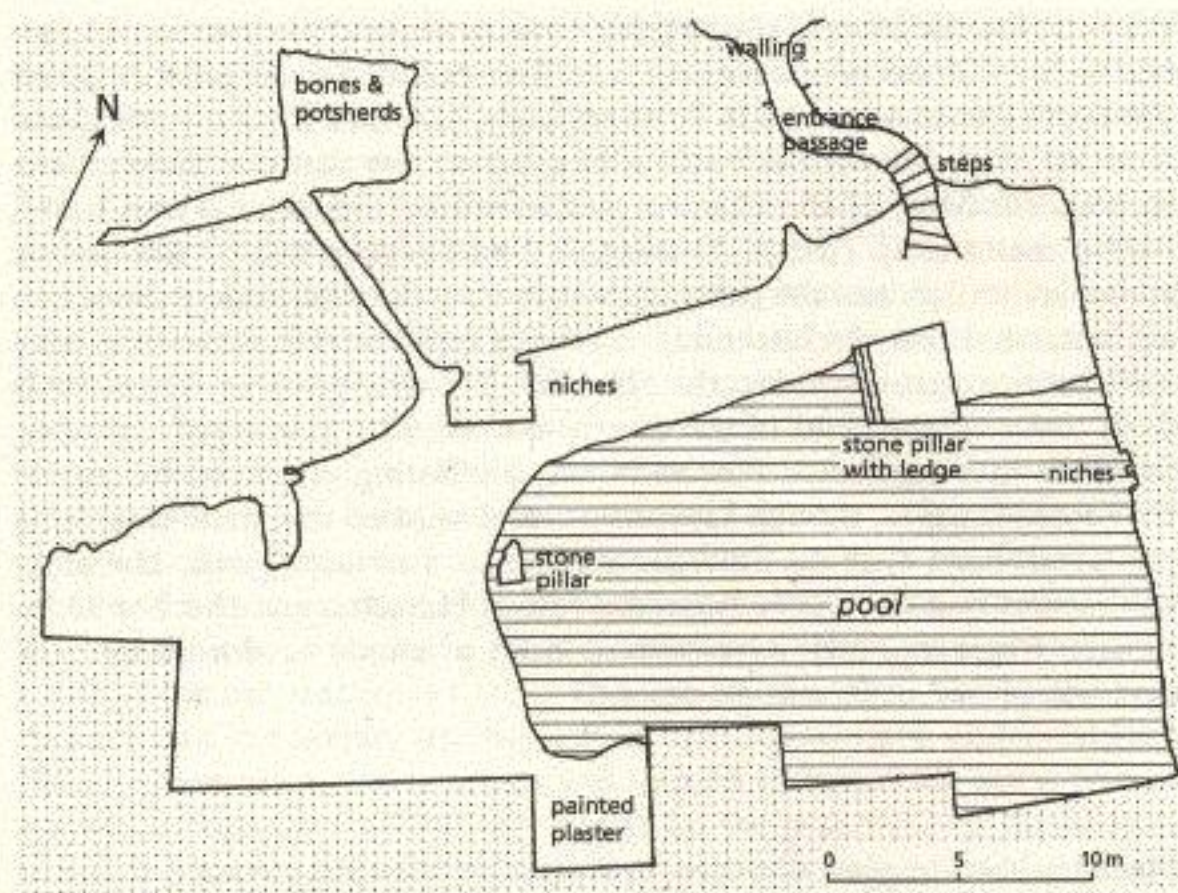 walling
bones &
potsherds
N
entrance
passage
steps
niches
stone pillar
with ledge
niches
stone
pillar
pool
painted
plaster
0 5 10 m